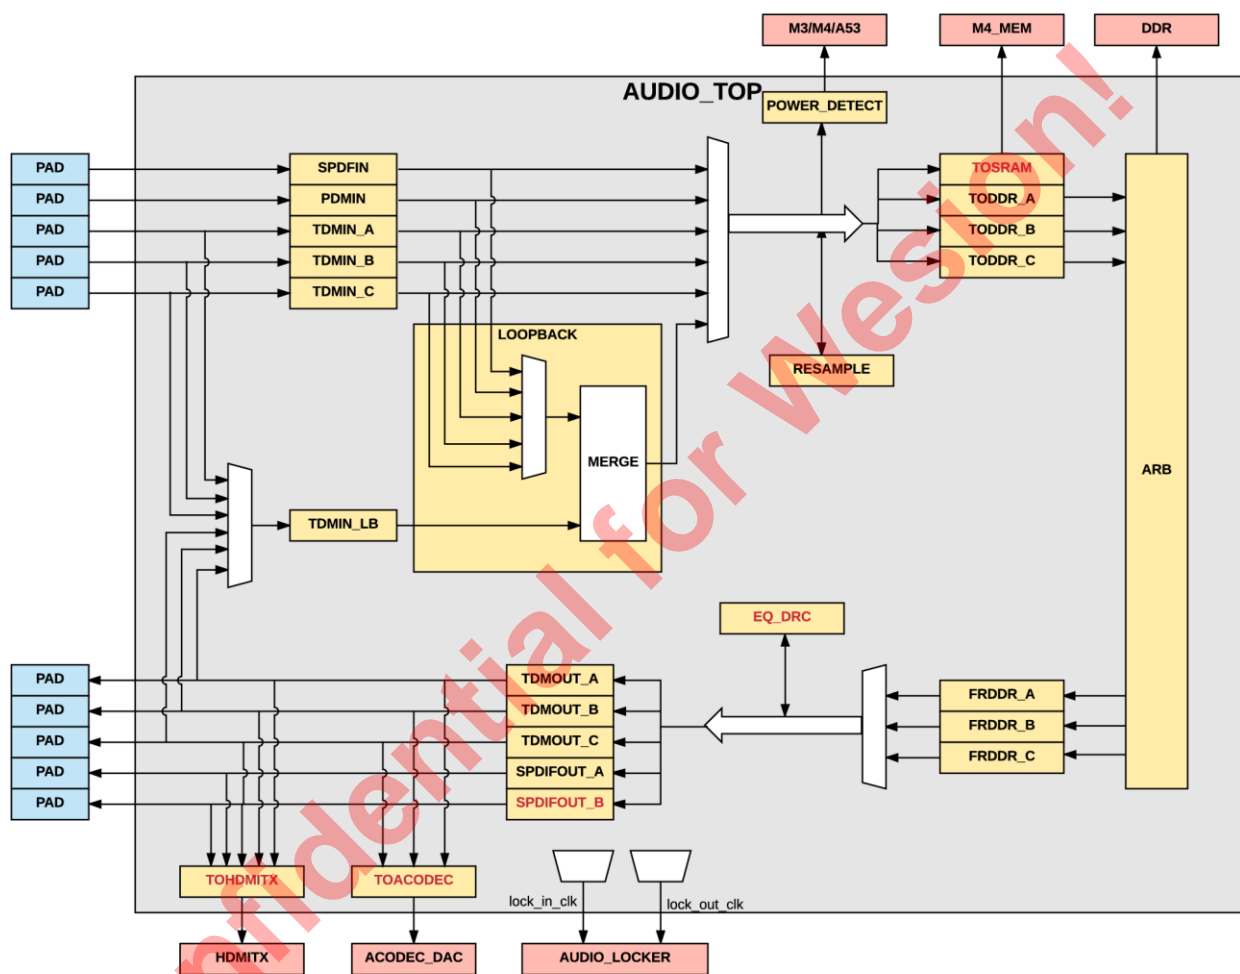 M3/M4/A53
M4_MEM
DDR
AUDIO_TOP
POWER_DETECT
PAD
SPDFIN
TOSRAM
PAD
PDMIN
TODDR_A
PAD
TDMIN_A
TODDR_B
PAD
TDMIN_B
TODDR_C
PAD
TDMIN_C
LOOPBACK
RESAMPLE
MERGE
ARB
TDMIN_LB
EQ_DRC
PAD
TDMOUT_A
FRDDR_A
PAD
TDMOUT_B
FRDDR_B
PAD
TDMOUT_C
FRDDR_C
PAD
SPDIFOUT_A
PAD
SPDIFOUT_B
TOHDMITX
TOACODEC
lock_in_clk
lock_out_clk
HDMITX
ACODEC_DAC
AUDIO_LOCKER
nfidential for Wesion!